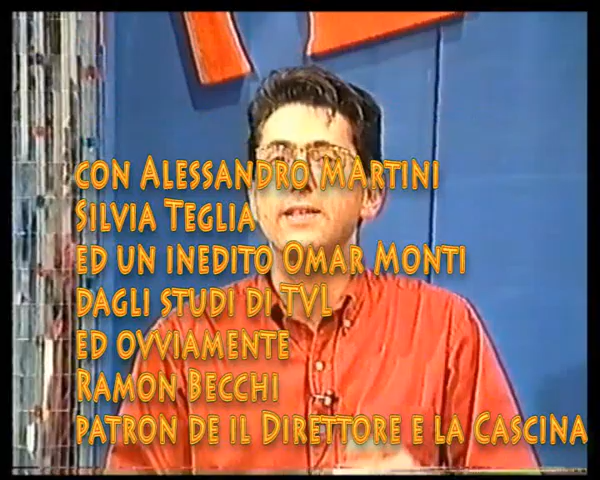 con Alessandro MArtini
Silvia Teglia
ed un inedito Omar Monti
dagli studi di TVL
ed ovviamente
Ramon Becchi
patron de il Direttore e la Cascina